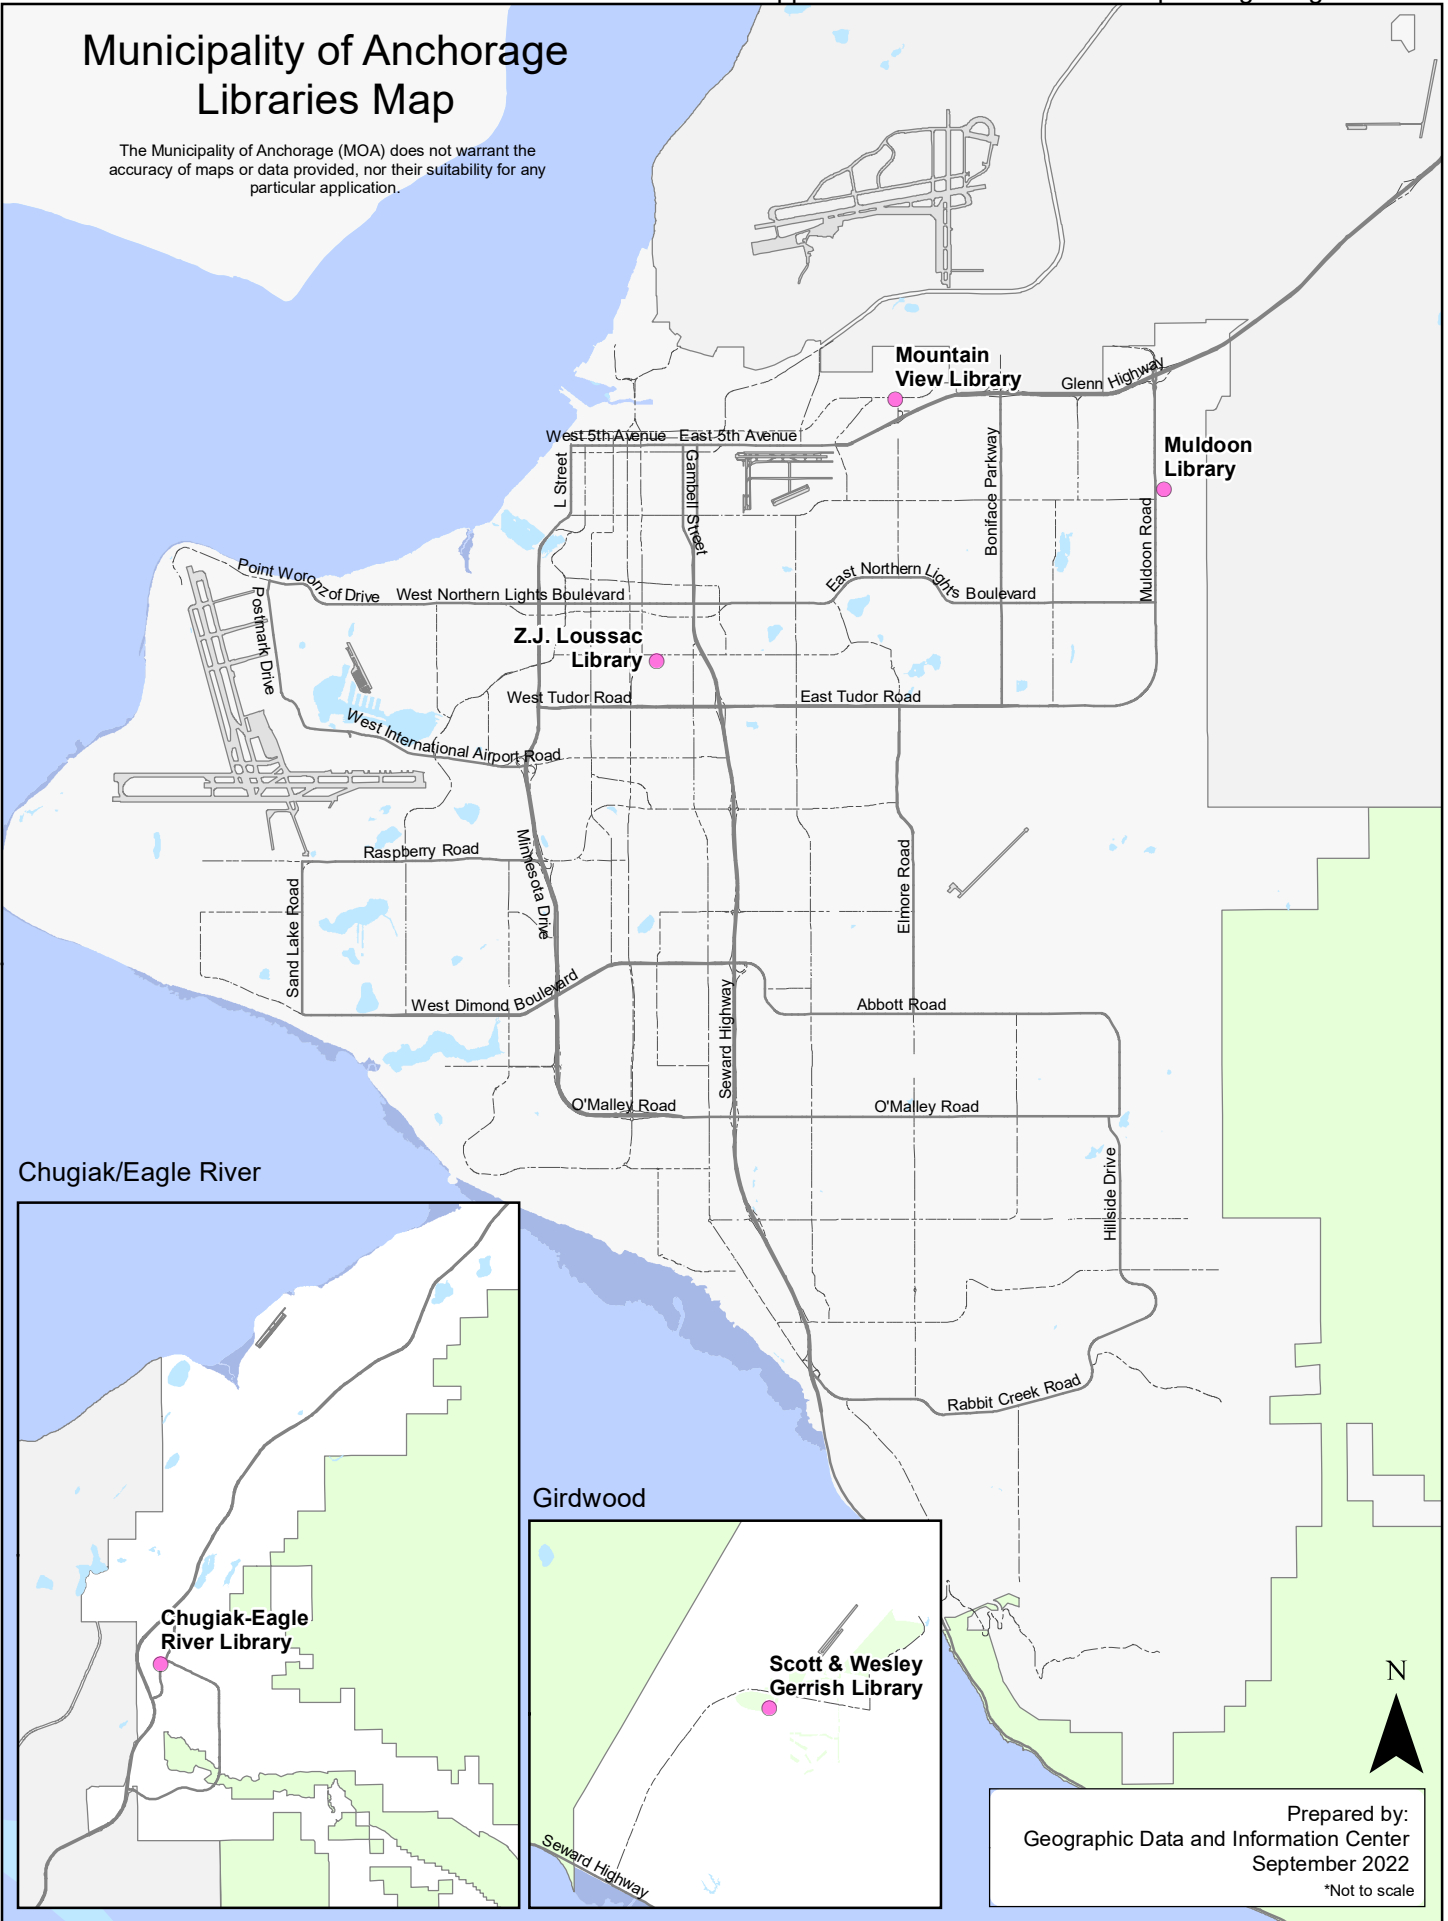 Municipality of Anchorage
Libraries Map
The Municipality of Anchorage (MOA) does not warrant the
accuracy of maps or data provided, nor their suitability for any
particular application.
Mountain
View Library
Glenn Highway
West 5th Avenue
East 5th Avenue
Muldoon
Library
L Street
Gambell Street
Boniface Parkway
Muldoon Road
Point Woronzof Drive
West Northern Lights Boulevard
East Northern Lights Boulevard
Postmark Drive
Z.J. Loussac
Library
West Tudor Road
East Tudor Road
West International Airport Road
Raspberry Road
Minnesota Drive
Elmore Road
Sand Lake Road
West Dimond Boulevard
Abbott Road
Seward Highway
O'Malley Road
O'Malley Road
Hillside Drive
Rabbit Creek Road
Chugiak/Eagle River
Chugiak-Eagle
River Library
Girdwood
Scott & Wesley
Gerrish Library
Seward Highway
N
Prepared by:
Geographic Data and Information Center
September 2022
*Not to scale